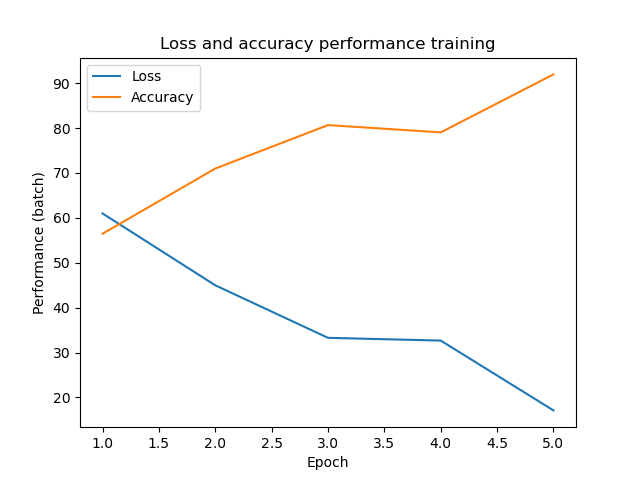 Loss and accuracy performance training
Loss
Accuracy
Performance (batch)
90
80
70
60
50
40
30
20
1.0 1.5 2.0 2.5 3.0 3.5 4.0 4.5 5.0
Epoch